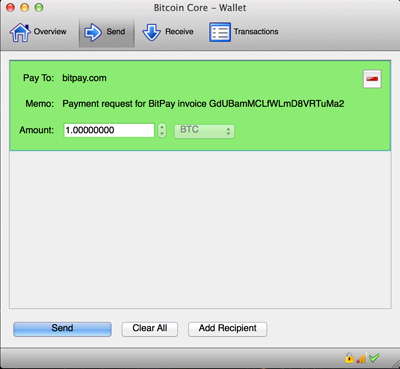 Bitcoin Core – Wallet
Overview Send Receive Transactions
Pay To: bitpay.com
Memo: Payment request for BitPay invoice GdUBamMCLfWLmD8VRTuMa2
Amount: 1.00000000 BTC
Send Clear All Add Recipient